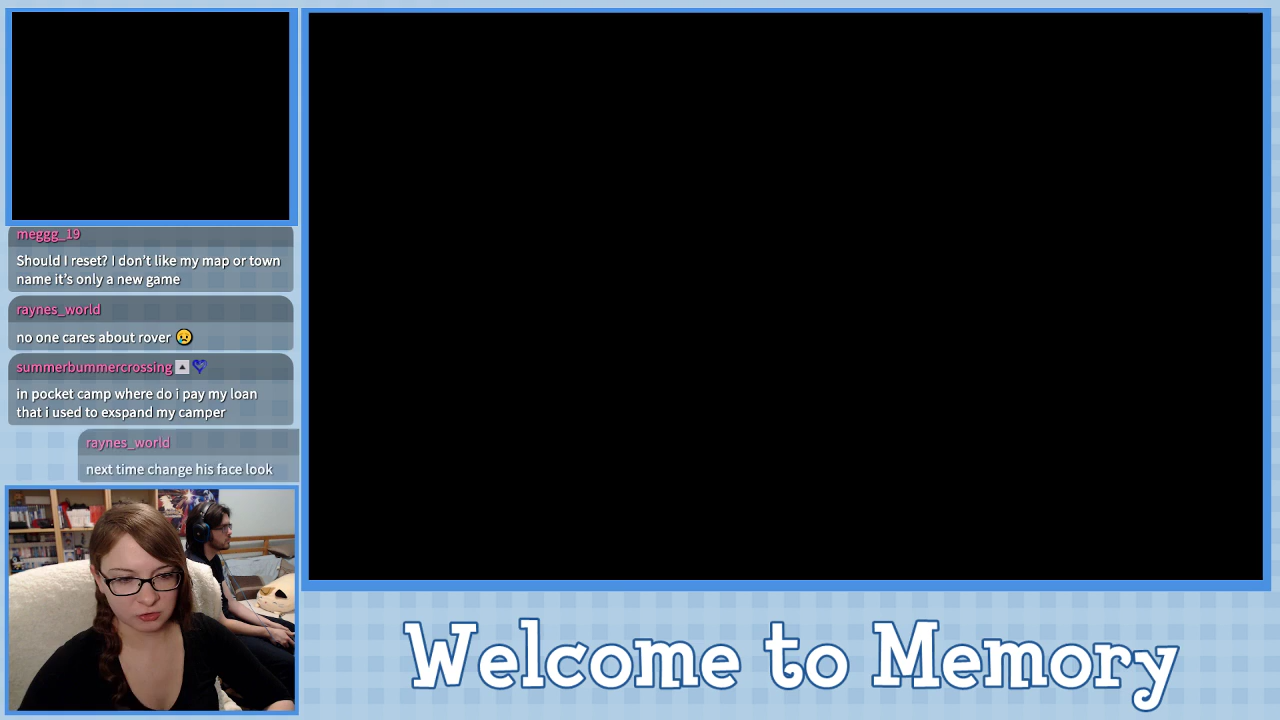 meggg_19
Should I reset? I don't like my map or town
name it's only a new game
raynes_world
no one cares about rover 😢
summerbummercrossing
in pocket camp where do i pay my loan
that i used to exspand my camper
raynes_world
next time change his face look
Welcome to Memory